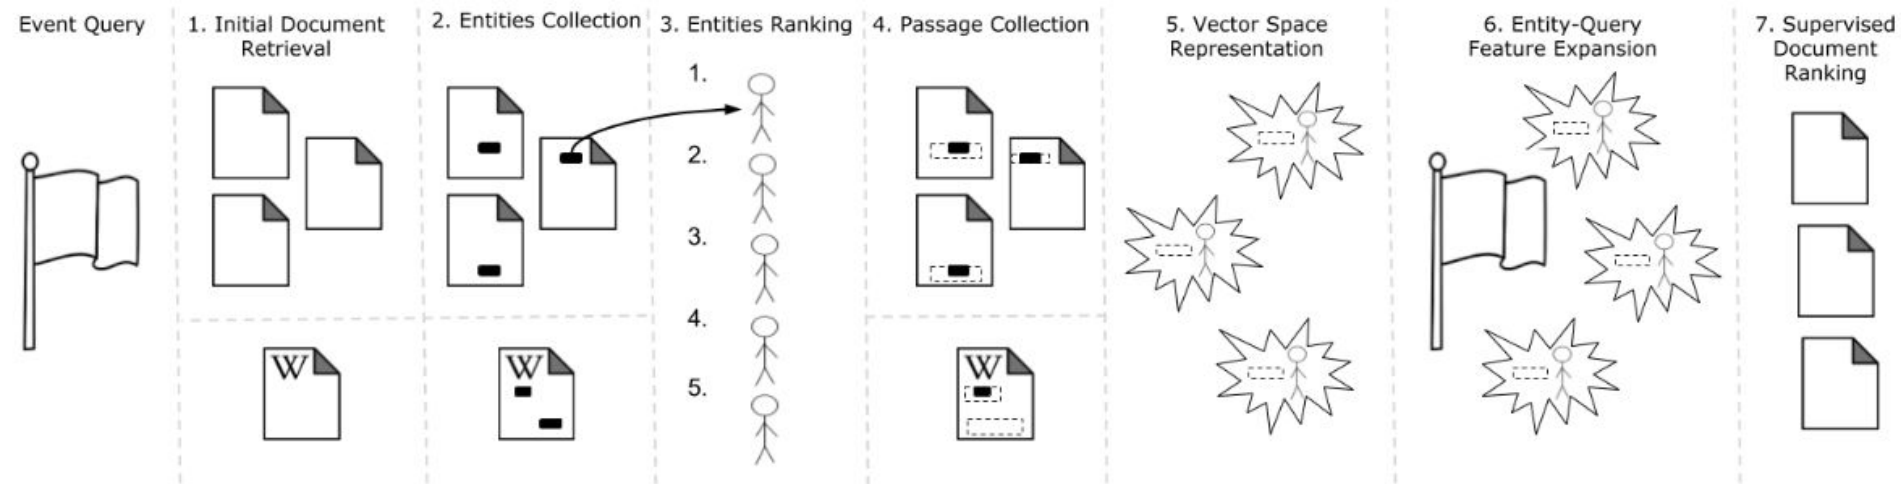 Event Query
1. Initial Document
Retrieval
2. Entities Collection
3. Entities Ranking
4. Passage Collection
5. Vector Space
Representation
6. Entity-Query
Feature Expansion
7. Supervised
Document
Ranking
1.
2.
3.
4.
5.
W
W
W